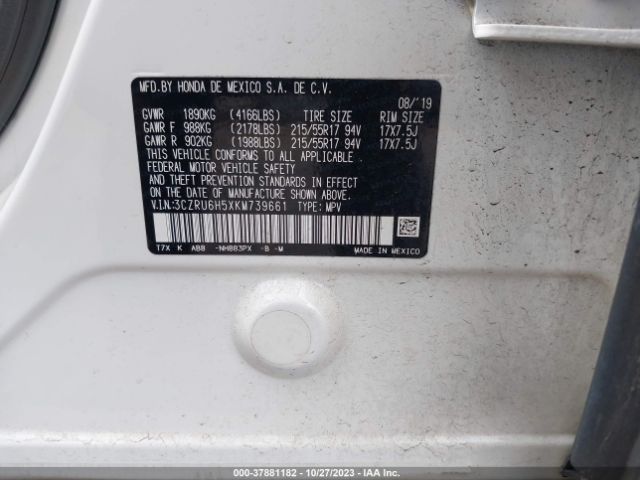 MFD.BY HONDA DE MEXICO S.A. DE C.V.
08/'19
GVWR 1890KG (4166LBS) TIRE SIZE RIM SIZE
GAWR F 988KG (2178LBS) 215/55R17 94V 17X7.5J
GAWR R 902KG (1988LBS) 215/55R17 94V 17X7.5J
THIS VEHICLE CONFORMS TO ALL APPLICABLE
FEDERAL MOTOR VEHICLE SAFETY
AND THEFT PREVENTION STANDARDS IN EFFECT
ON THE DATE OF MANUFACTURE SHOWN ABOVE.
V.I.N:3CZRU6H5XKM739661 TYPE: MPV
T7X K ABB -NH883PX -B -M MADE IN MEXICO
000-37881182 - 10/27/2023 - IAA Inc.